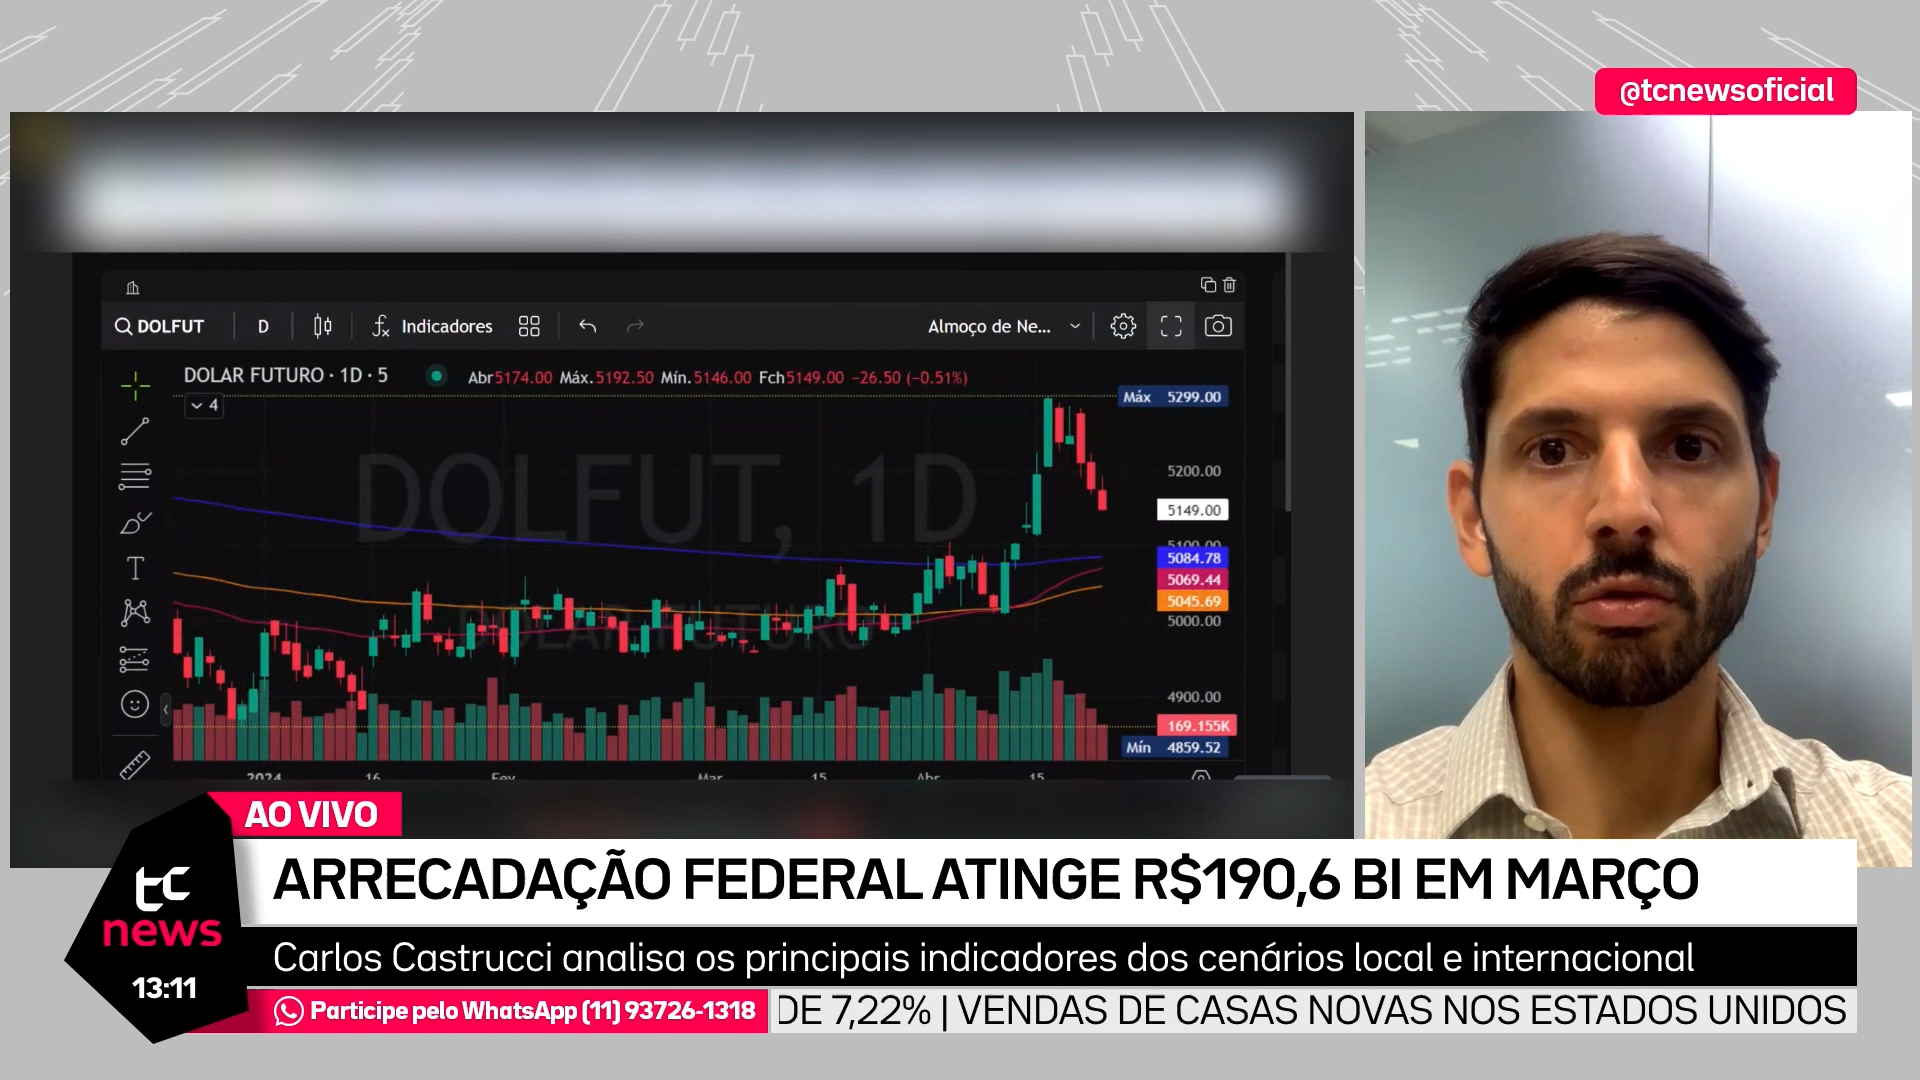 @tcnewsoficial
DOLFUT
D
Indicadores
Almoço de Ne...
DOLAR FUTURO · 1D · 5
Abr5174.00 Máx.5192.50 Mín.5146.00 Fch5149.00 −26.50 (−0.51%)
4
Máx 5299.00
DOLFUT, 1D
5200.00
5149.00
5100.00
5084.78
5069.44
5045.69
DOLAR FUTURO
5000.00
4900.00
169.155K
Mín 4859.52
2024 16 Fev Mar 15 Abr 15
AO VIVO
tc
news
13:11
ARRECADAÇÃO FEDERAL ATINGE R$190,6 BI EM MARÇO
Carlos Castrucci analisa os principais indicadores dos cenários local e internacional
Participe pelo WhatsApp (11) 93726-1318
DE 7,22% | VENDAS DE CASAS NOVAS NOS ESTADOS UNIDOS